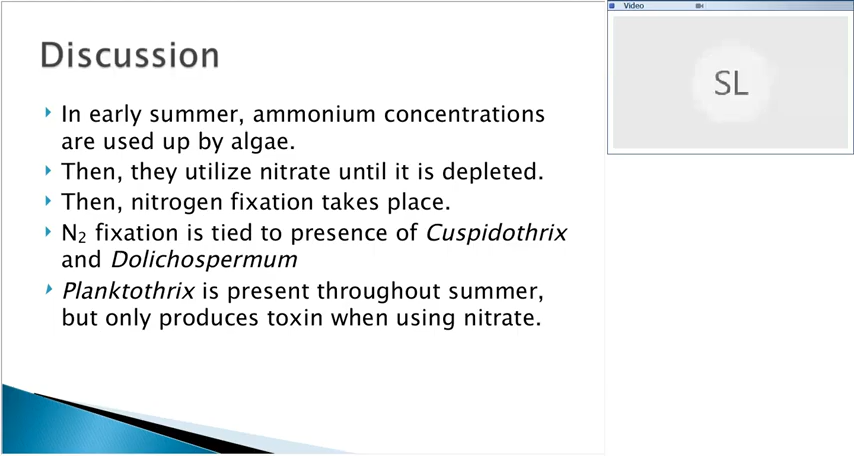 Discussion
In early summer, ammonium concentrations
are used up by algae.
Then, they utilize nitrate until it is depleted.
Then, nitrogen fixation takes place.
N₂ fixation is tied to presence of Cuspidothrix
and Dolichospermum
Planktothrix is present throughout summer,
but only produces toxin when using nitrate.
Video
SL